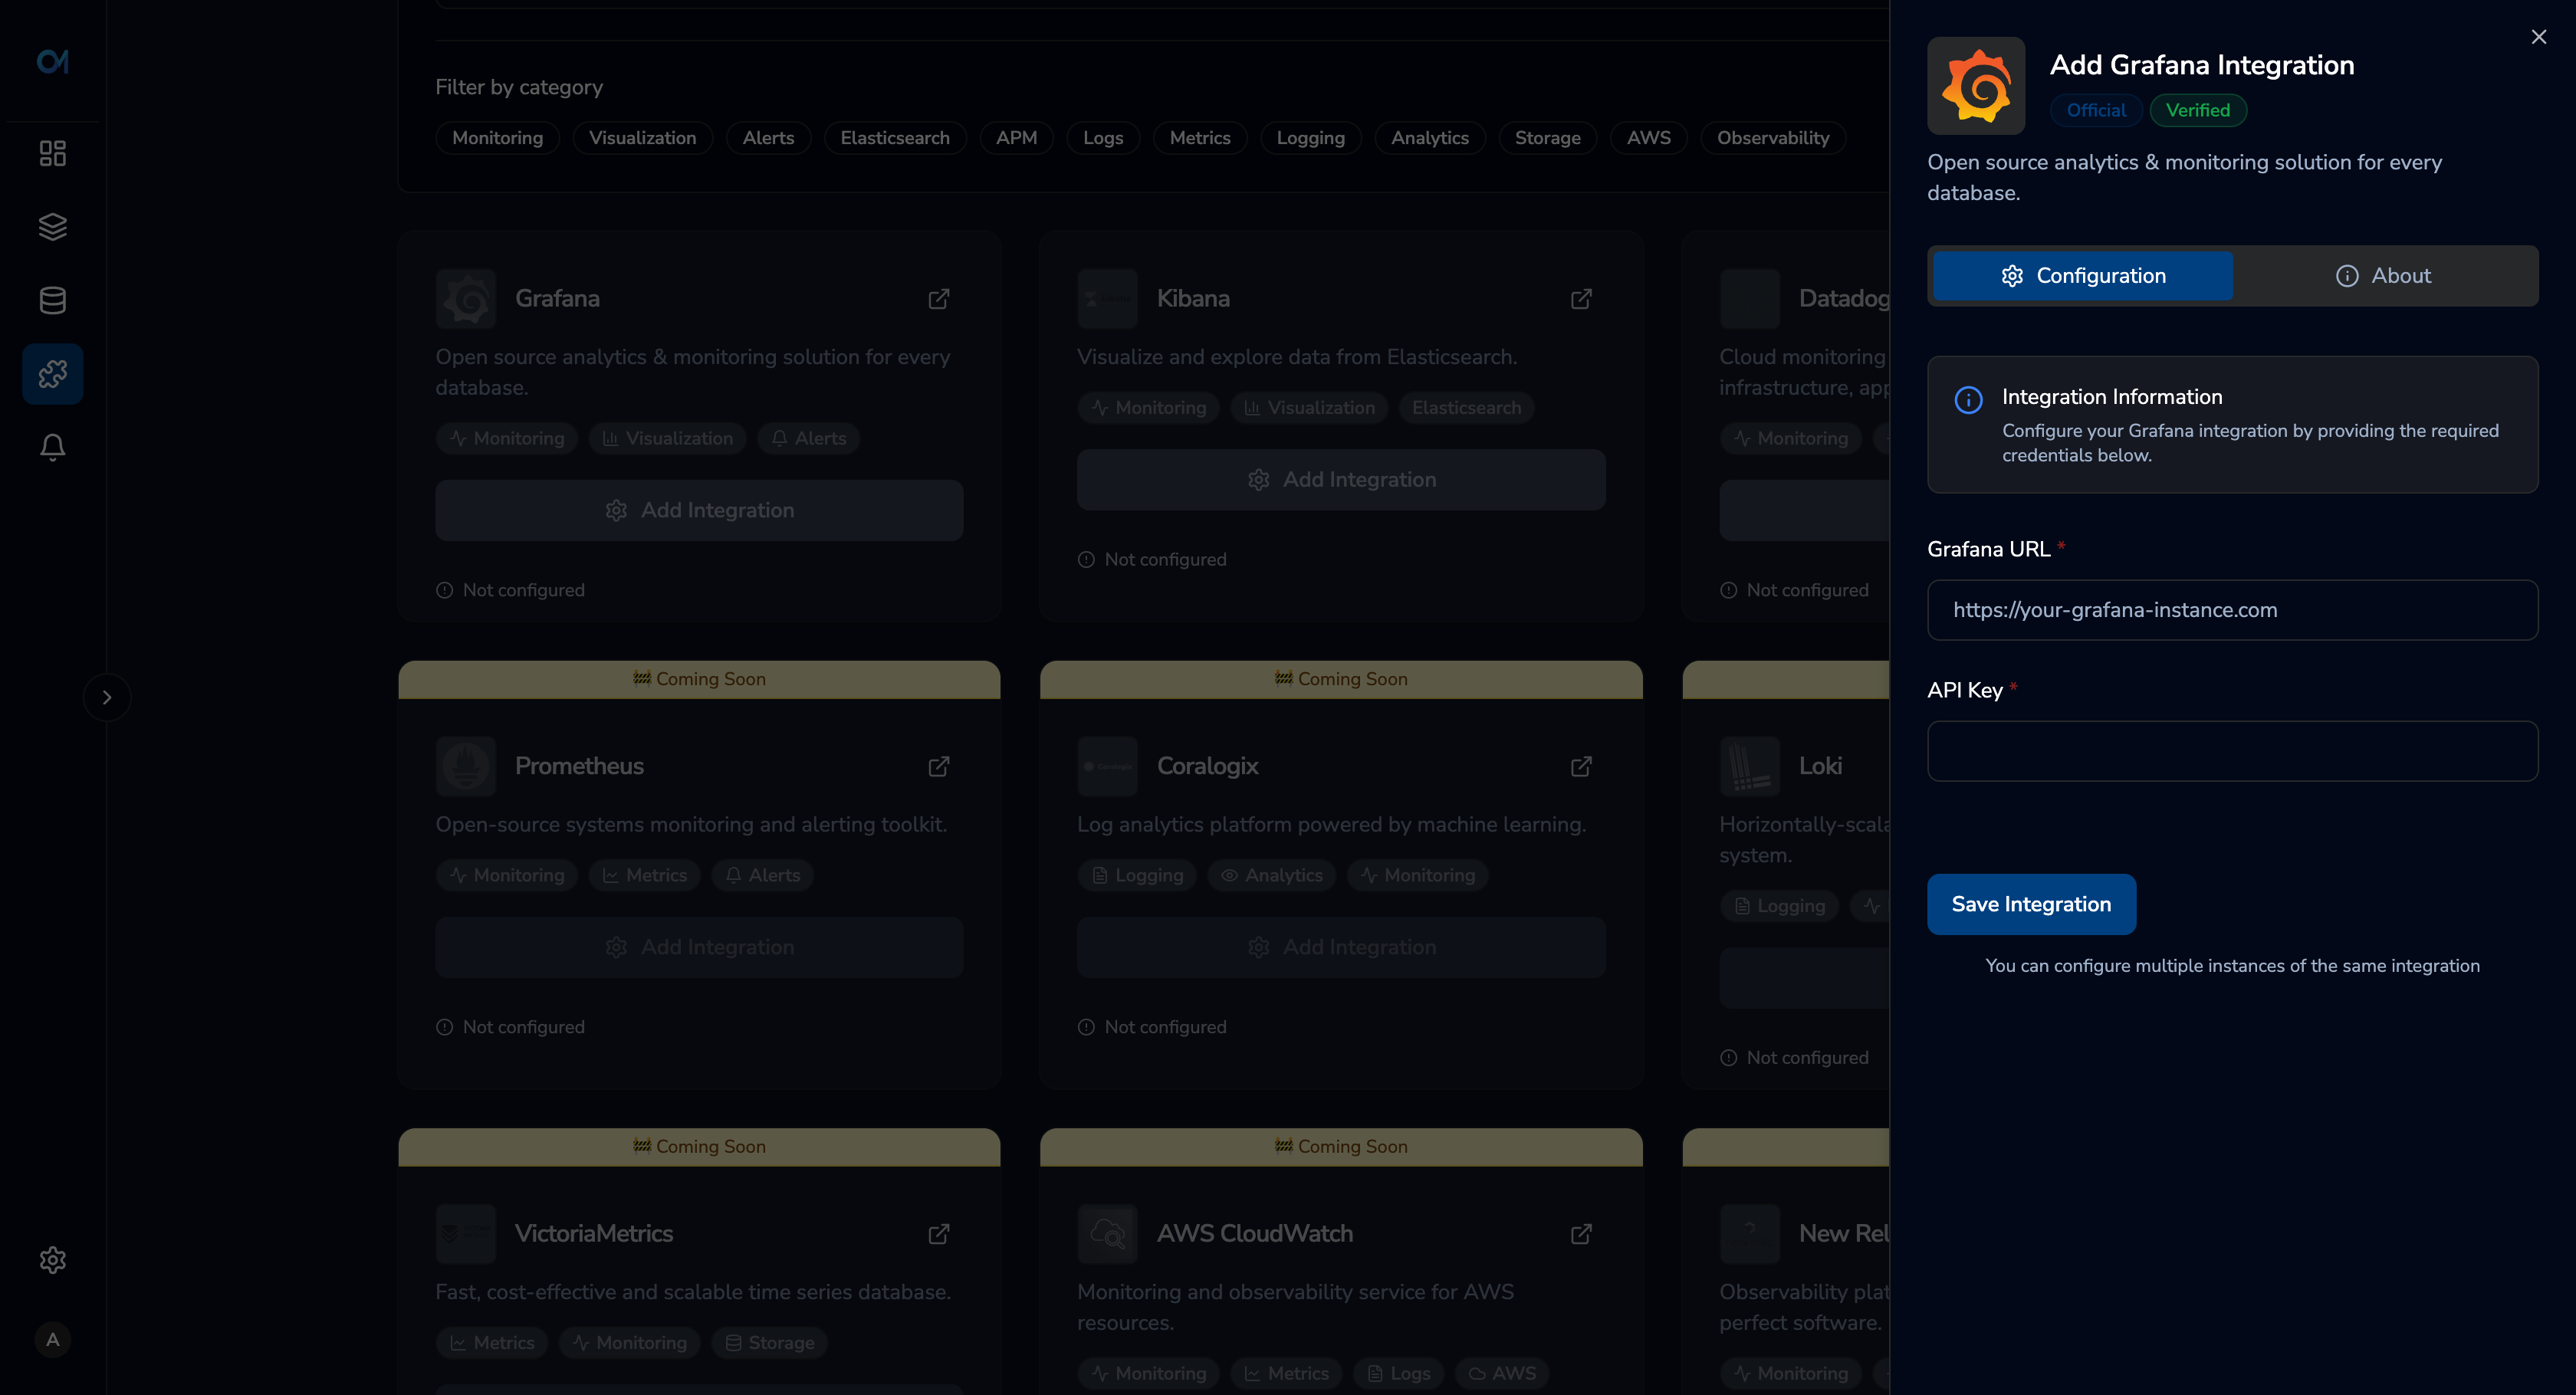 Filter by category
Monitoring Visualization Alerts Elasticsearch APM Logs Metrics Logging Analytics Storage AWS Observability
Grafana
Open source analytics & monitoring solution for every
database.
Monitoring Visualization Alerts
Add Integration
Not configured
Kibana
Visualize and explore data from Elasticsearch.
Monitoring Visualization Elasticsearch
Add Integration
Not configured
Datadog
Cloud monitoring
infrastructure, app
Monitoring
Not configured
🚧 Coming Soon
Prometheus
Open-source systems monitoring and alerting toolkit.
Monitoring Metrics Alerts
Add Integration
Not configured
🚧 Coming Soon
Coralogix
Log analytics platform powered by machine learning.
Logging Analytics Monitoring
Add Integration
Not configured
Loki
Horizontally-scala
system.
Logging
Not configured
🚧 Coming Soon
VictoriaMetrics
Fast, cost-effective and scalable time series database.
Metrics Monitoring Storage
🚧 Coming Soon
AWS CloudWatch
Monitoring and observability service for AWS
resources.
Monitoring Metrics Logs AWS
New Rel
Observability plat
perfect software.
Monitoring
A
Add Grafana Integration
Official Verified
Open source analytics & monitoring solution for every
database.
Configuration About
Integration Information
Configure your Grafana integration by providing the required
credentials below.
Grafana URL *
https://your-grafana-instance.com
API Key *
Save Integration
You can configure multiple instances of the same integration